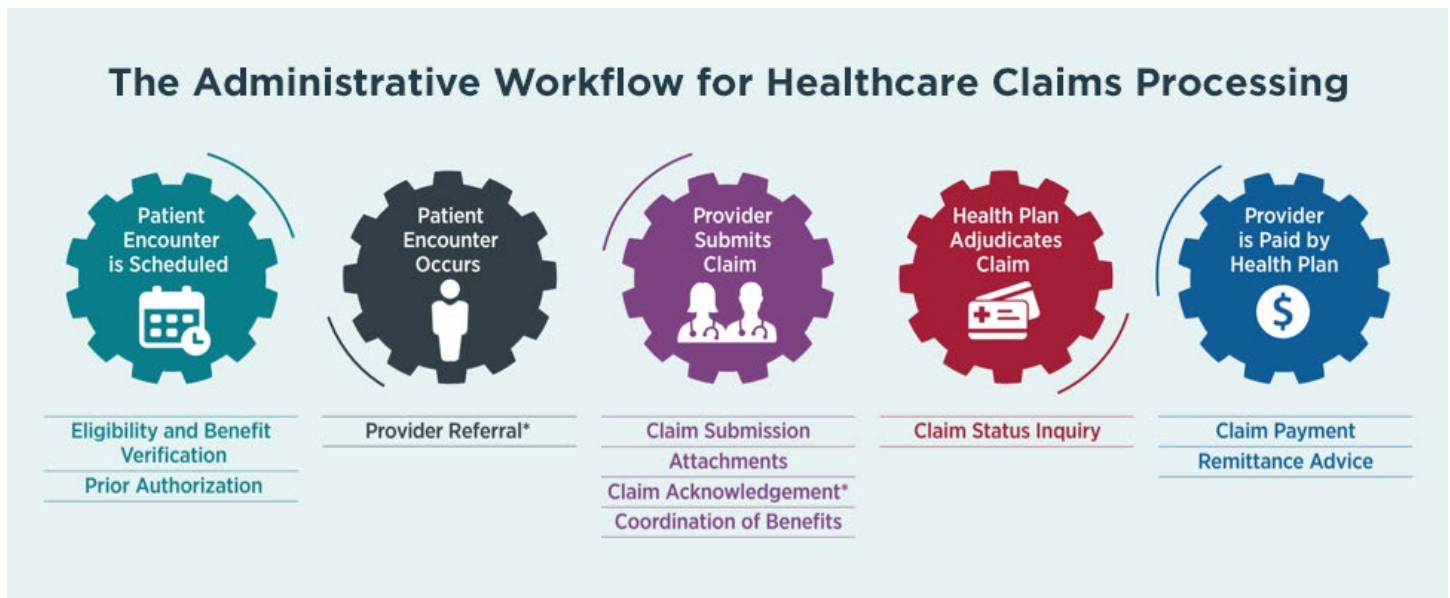 The Administrative Workflow for Healthcare Claims Processing
Patient
Encounter
is Scheduled
Eligibility and Benefit
Verification
Prior Authorization
Patient
Encounter
Occurs
Provider Referral*
Provider
Submits
Claim
Claim Submission
Attachments
Claim Acknowledgement*
Coordination of Benefits
Health Plan
Adjudicates
Claim
Claim Status Inquiry
Provider
is Paid by
Health Plan
$
Claim Payment
Remittance Advice